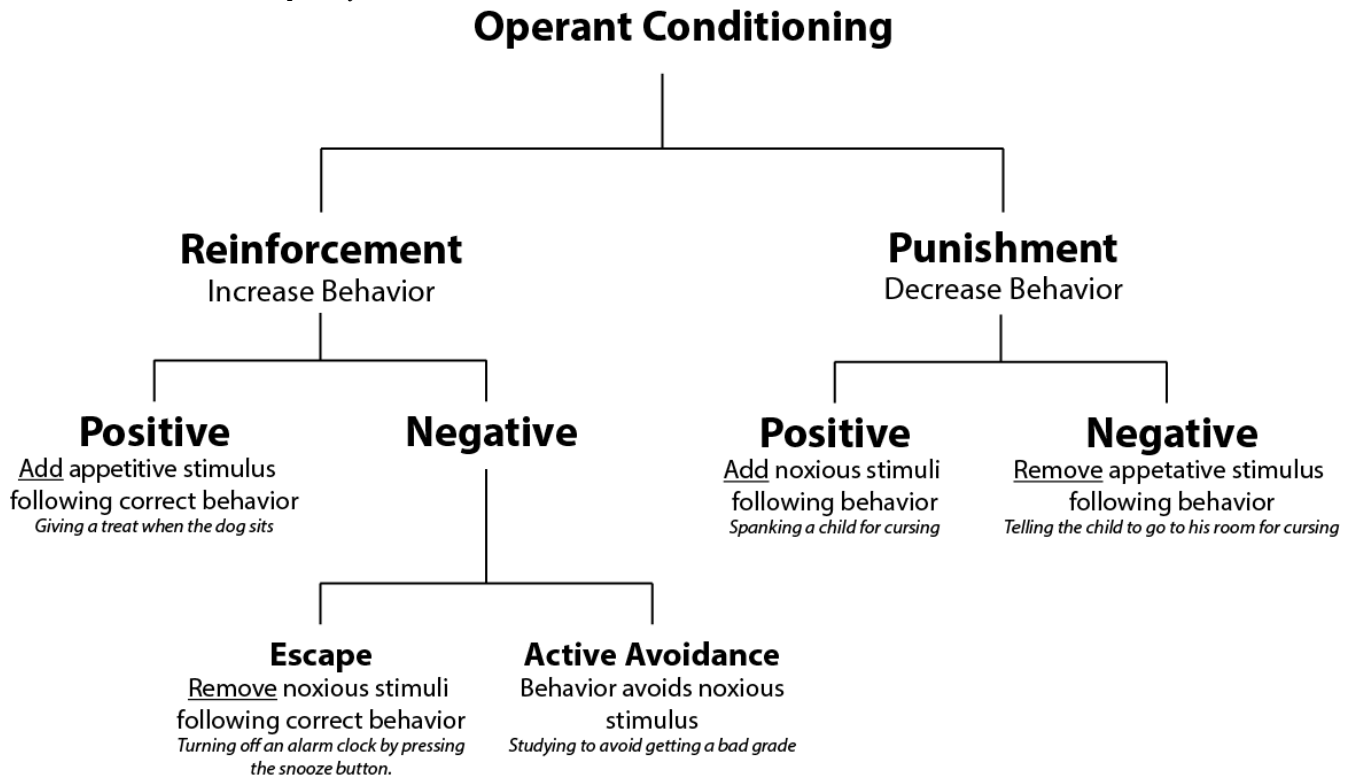 Operant Conditioning
Reinforcement
Increase Behavior
Punishment
Decrease Behavior
Positive
Add appetitive stimulus
following correct behavior
Giving a treat when the dog sits
Negative
Positive
Add noxious stimuli
following behavior
Spanking a child for cursing
Negative
Remove appetative stimulus
following behavior
Telling the child to go to his room for cursing
Escape
Remove noxious stimuli
following correct behavior
Turning off an alarm clock by pressing
the snooze button.
Active Avoidance
Behavior avoids noxious
stimulus
Studying to avoid getting a bad grade